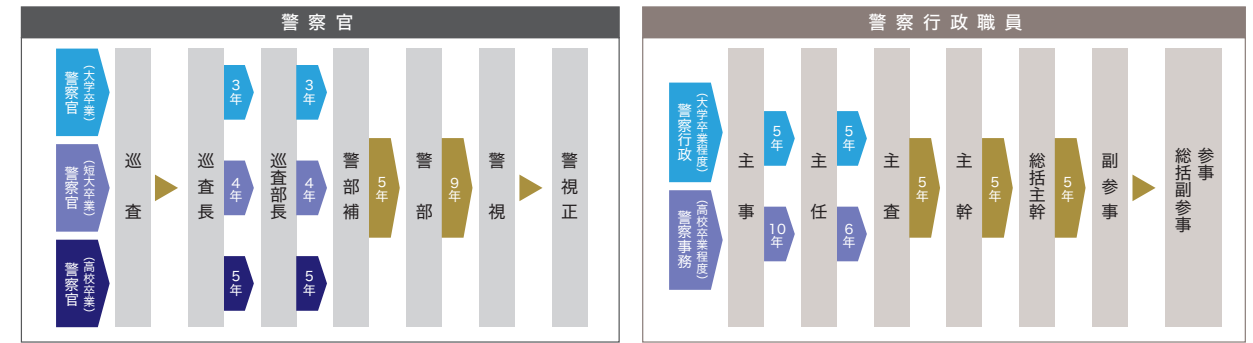 警察官
警察官
（大学卒業）
警察官
（短大卒業）
警察官
（高校卒業）
巡査
巡査長
3年
4年
5年
巡査部長
3年
4年
5年
警部補
5年
警部
9年
警視
警視正
警察行政職員
警察行政
（大学卒業程度）
警察事務
（高校卒業程度）
主事
5年
10年
主任
5年
6年
主査
5年
主幹
5年
総括主幹
5年
副参事
参事
総括副参事